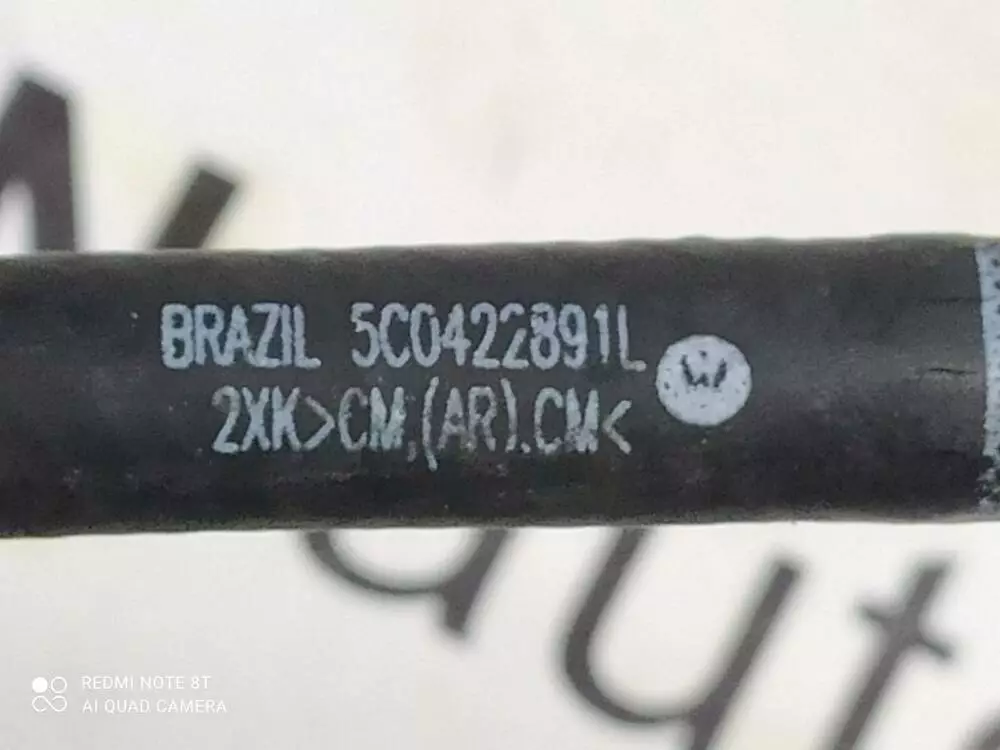 BRAZIL 5C0422891L
2XK>CM,(AR).CM<
REDMI NOTE 8T
AI QUAD CAMERA